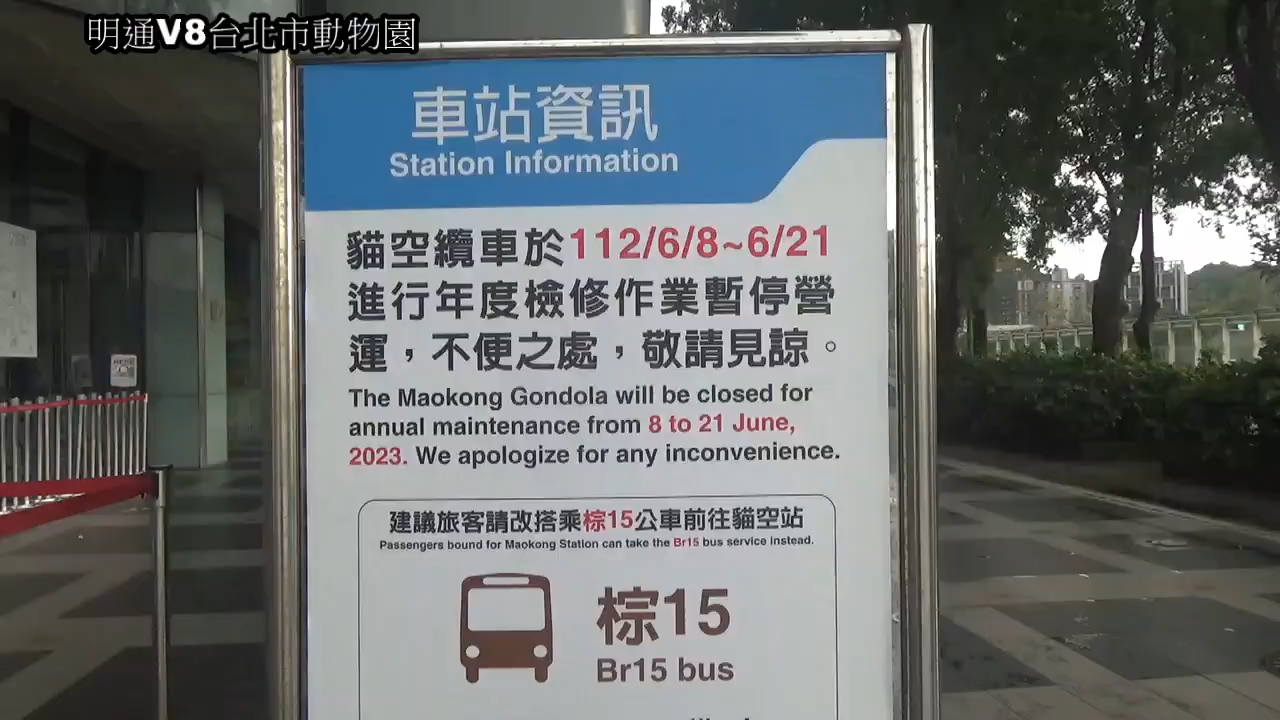 明通V8台北市動物園
車站資訊
Station Information
貓空纜車於112/6/8~6/21
進行年度檢修作業暫停營
運，不便之處，敬請見諒。
The Maokong Gondola will be closed for
annual maintenance from 8 to 21 June,
2023. We apologize for any inconvenience.
建議旅客請改搭乘棕15公車前往貓空站
Passengers bound for Maokong Station can take the Br15 bus service instead.
棕15
Br15 bus